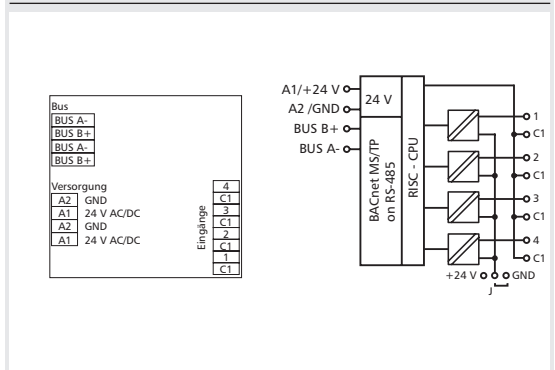 Bus
BUS A-
BUS B+
BUS A-
BUS B+
Versorgung
A2 GND
A1 24 V AC/DC
A2 GND
A1 24 V AC/DC
Eingänge
4
C1
3
C1
2
C1
1
C1
A1/+24 V
A2 /GND
BUS B+
BUS A-
24 V
BACnet MS/TP
on RS-485
RISC - CPU
1
C1
2
C1
3
C1
4
C1
+24 V GND
J